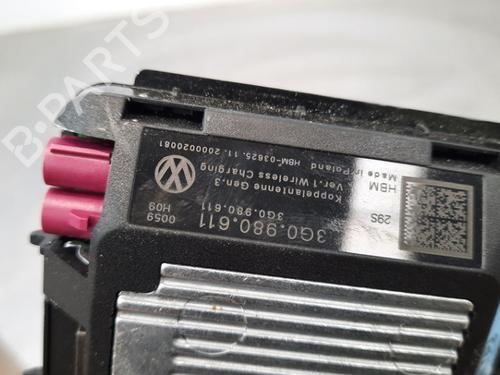 B-PARTS
3G0.980.611
3G0.980.611
Koppelantenne Gen.3
Ver.1 Wireless Charging
Made in Poland HBM-03625.11.2000020081
HBM
29S
0059
H09